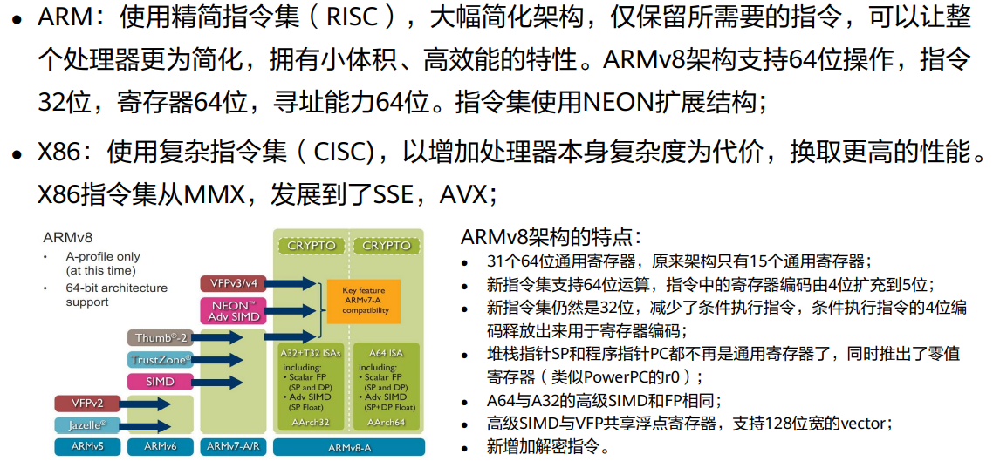 ● ARM：使用精简指令集（RISC），大幅简化架构，仅保留所需要的指令，可以让整
个处理器更为简化，拥有小体积、高效能的特性。ARMv8架构支持64位操作，指令
32位，寄存器64位，寻址能力64位。指令集使用NEON扩展结构；
● X86：使用复杂指令集（CISC)，以增加处理器本身复杂度为代价，换取更高的性能。
X86指令集从MMX，发展到了SSE，AVX；
ARMv8
• A-profile only
(at this time)
• 64-bit architecture
support
CRYPTO CRYPTO
VFPv3/v4
Key feature
ARMv7-A
compatibility
NEON™
Adv SIMD
Thumb®-2
TrustZone®
SIMD
VFPv2
Jazelle®
A32+T32 ISAs
including:
• Scalar FP
(SP and DP)
• Adv SIMD
(SP Float)
AArch32
A64 ISA
including:
• Scalar FP
(SP and DP)
• Adv SIMD
(SP+DP Float)
AArch64
ARMv5 ARMv6 ARMv7-A/R ARMv8-A
ARMv8架构的特点：
● 31个64位通用寄存器，原来架构只有15个通用寄存器；
● 新指令集支持64位运算，指令中的寄存器编码由4位扩充到5位；
● 新指令集仍然是32位，减少了条件执行指令，条件执行指令的4位编
码释放出来用于寄存器编码；
● 堆栈指针SP和程序指针PC都不再是通用寄存器了，同时推出了零值
寄存器（类似PowerPC的r0）；
● A64与A32的高级SIMD和FP相同；
● 高级SIMD与VFP共享浮点寄存器，支持128位宽的vector；
● 新增加解密指令。